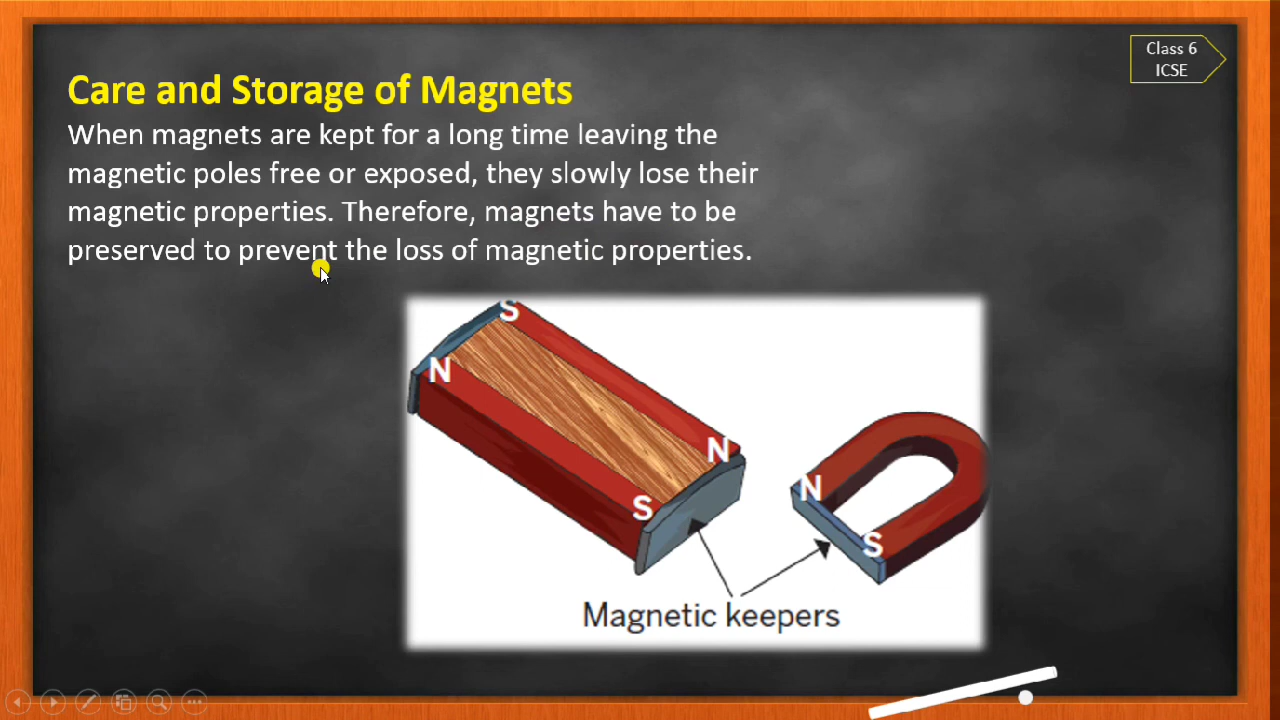 Class 6
ICSE
Care and Storage of Magnets
When magnets are kept for a long time leaving the
magnetic poles free or exposed, they slowly lose their
magnetic properties. Therefore, magnets have to be
preserved to prevent the loss of magnetic properties.
S
N
N
S
N
S
Magnetic keepers